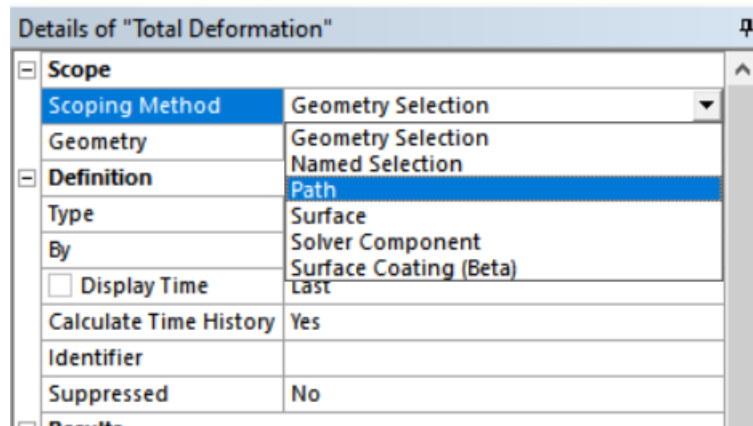 Details of "Total Deformation"
Scope
Scoping Method Geometry Selection
Geometry Geometry Selection
Named Selection
Definition
Path
Type Surface
By Solver Component
Surface Coating (Beta)
Display Time Last
Calculate Time History Yes
Identifier
Suppressed No
Results